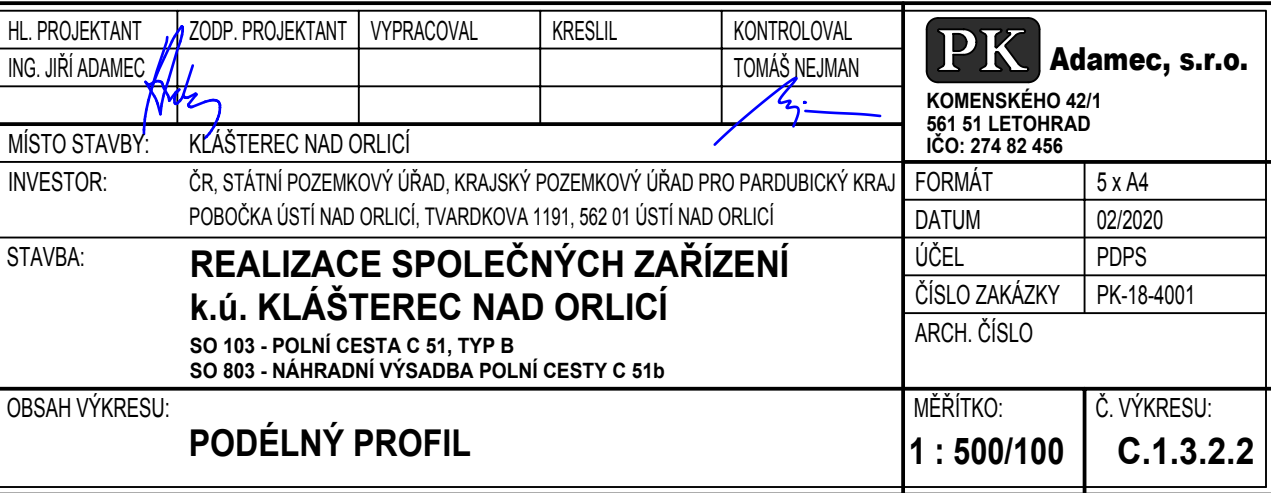 HL. PROJEKTANT ZODP. PROJEKTANT VYPRACOVAL KRESLIL KONTROLOVAL
ING. JIŘÍ ADAMEC TOMÁŠ NEJMAN
PK Adamec, s.r.o.
KOMENSKÉHO 42/1
561 51 LETOHRAD
IČO: 274 82 456
MÍSTO STAVBY: KLÁŠTEREC NAD ORLICÍ
INVESTOR: ČR, STÁTNÍ POZEMKOVÝ ÚŘAD, KRAJSKÝ POZEMKOVÝ ÚŘAD PRO PARDUBICKÝ KRAJ
POBOČKA ÚSTÍ NAD ORLICÍ, TVARDKOVA 1191, 562 01 ÚSTÍ NAD ORLICÍ
FORMÁT 5 x A4
DATUM 02/2020
ÚČEL PDPS
ČÍSLO ZAKÁZKY PK-18-4001
ARCH. ČÍSLO
STAVBA: REALIZACE SPOLEČNÝCH ZAŘÍZENÍ
k.ú. KLÁŠTEREC NAD ORLICÍ
SO 103 - POLNÍ CESTA C 51, TYP B
SO 803 - NÁHRADNÍ VÝSADBA POLNÍ CESTY C 51b
OBSAH VÝKRESU:
PODÉLNÝ PROFIL
MĚŘÍTKO: Č. VÝKRESU:
1 : 500/100 C.1.3.2.2